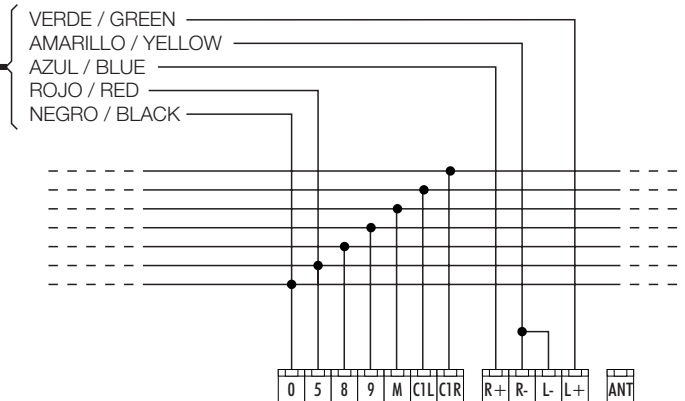 VERDE / GREEN
AMARILLO / YELLOW
AZUL / BLUE
ROJO / RED
NEGRO / BLACK
0 5 8 9 M C1L C1R R+ R- L- L+ ANT